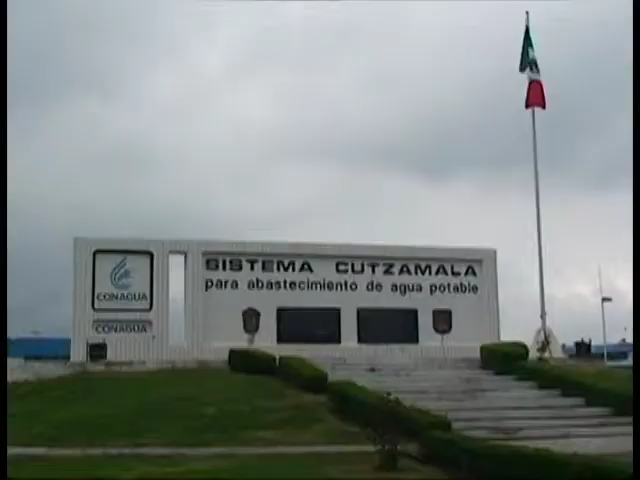 SISTEMA CUTZAMALA
para abastecimiento de agua potable
CONAGUA
CONAGUA